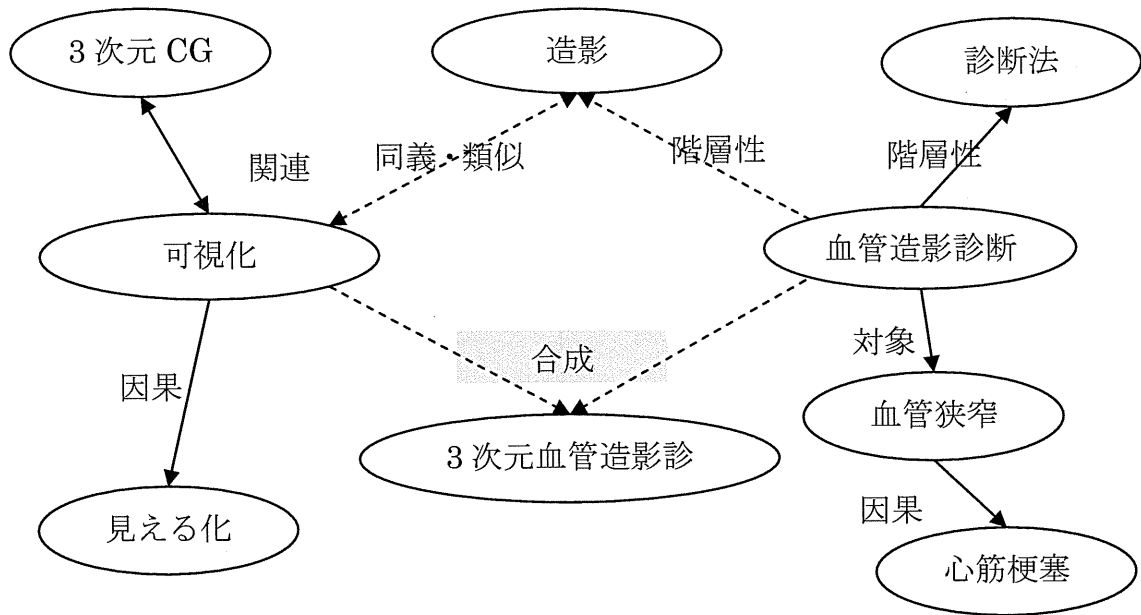 3次元 CG
造影
診断法
関連
同義・類似
階層性
階層性
可視化
血管造影診断
合成
対象
因果
血管狭窄
3次元血管造影診
見える化
因果
心筋梗塞